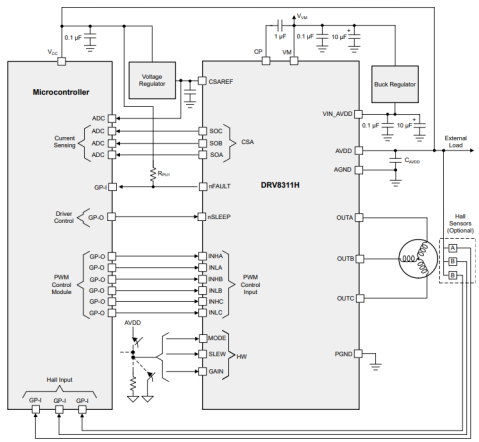 V_VM
0.1 µF
1 µF
0.1 µF
10 µF
+
V_CC
CP
VM
Microcontroller
Voltage Regulator
Buck Regulator
CSAREF
VIN_AVDD
0.1 µF
10 µF
+
ADC
Current Sensing
ADC
ADC
ADC
SOC
SOB
SOA
CSA
AVDD
External Load
C_AVDD
AGND
R_PU1
GP-I
nFAULT
DRV8311H
Driver Control
GP-O
nSLEEP
OUTA
Hall Sensors (Optional)
A
B
B
OUTB
OUTC
PWM Control Module
GP-O
GP-O
GP-O
GP-O
GP-O
GP-O
INHA
INLA
INHB
INLB
INHC
INLC
PWM Control Input
AVDD
MODE
SLEW
GAIN
HW
PGND
Hall Input
GP-I
GP-I
GP-I